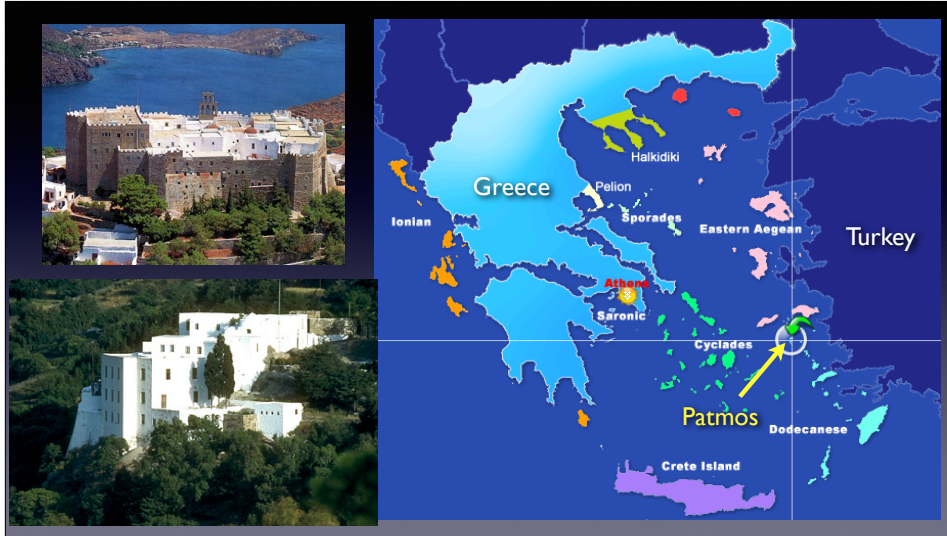 Halkidiki
Greece
Pelion
Ionian
Sporades
Eastern Aegean
Turkey
Athens
Saronic
Cyclades
Patmos
Dodecanese
Crete Island